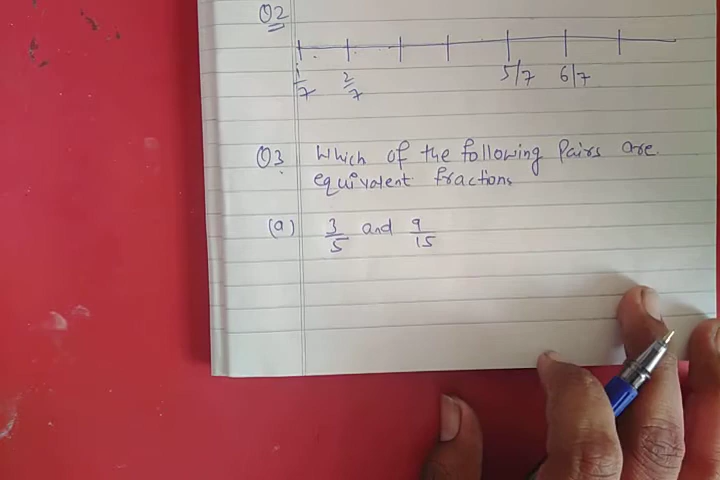 Q2
1/7 2/7 5/7 6/7
Q3 Which of the following Pairs are
equivalent fractions
(a) 3/5 and 9/15